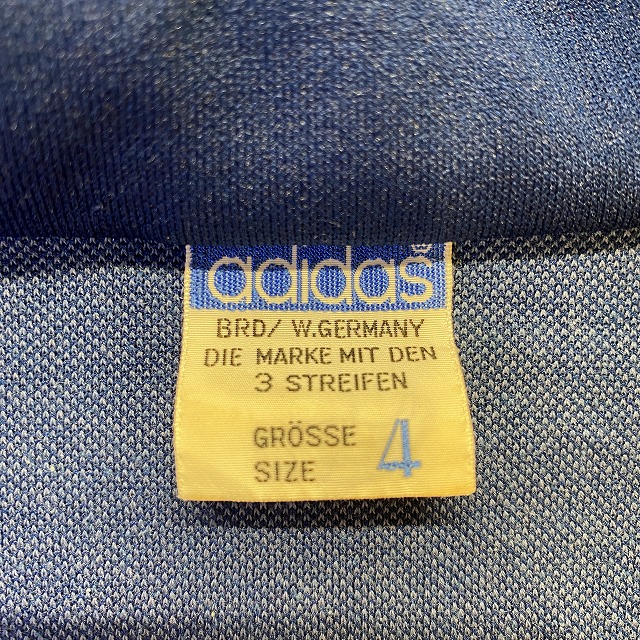 adidas®
BRD/ W.GERMANY
DIE MARKE MIT DEN
3 STREIFEN
GRÖSSE
SIZE 4